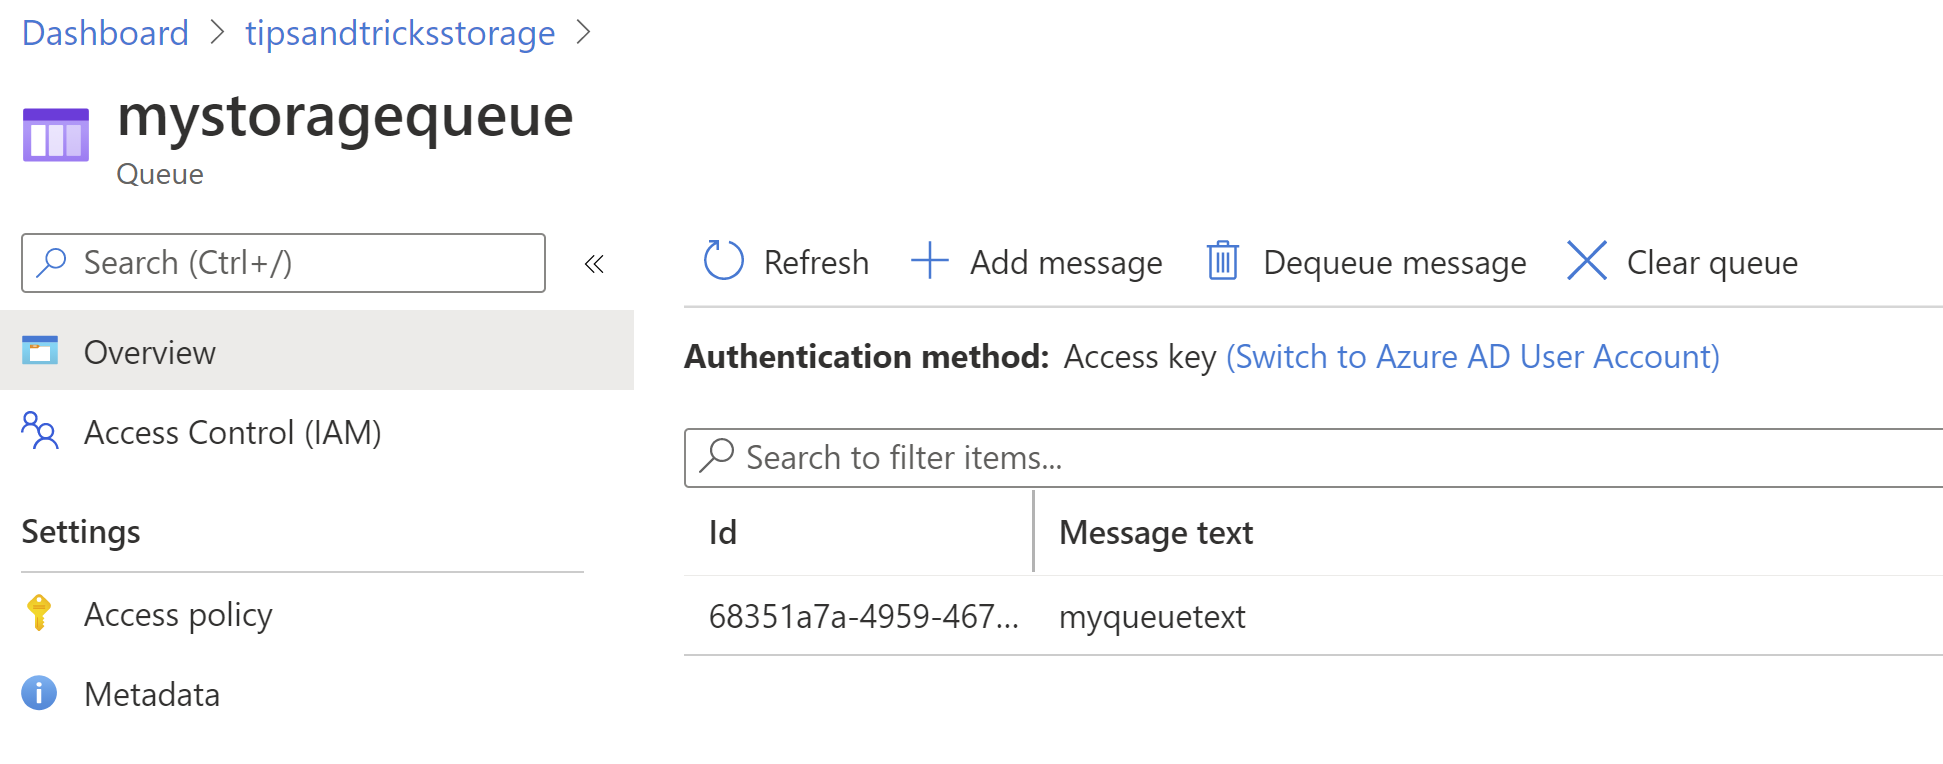 Dashboard > tipsandtricksstorage >
mystoragequeue
Queue
Search (Ctrl+/)
«
Overview
Access Control (IAM)
Settings
Access policy
Metadata
Refresh Add message Dequeue message Clear queue
Authentication method: Access key (Switch to Azure AD User Account)
Search to filter items...
Id Message text
68351a7a-4959-467... myqueuetext